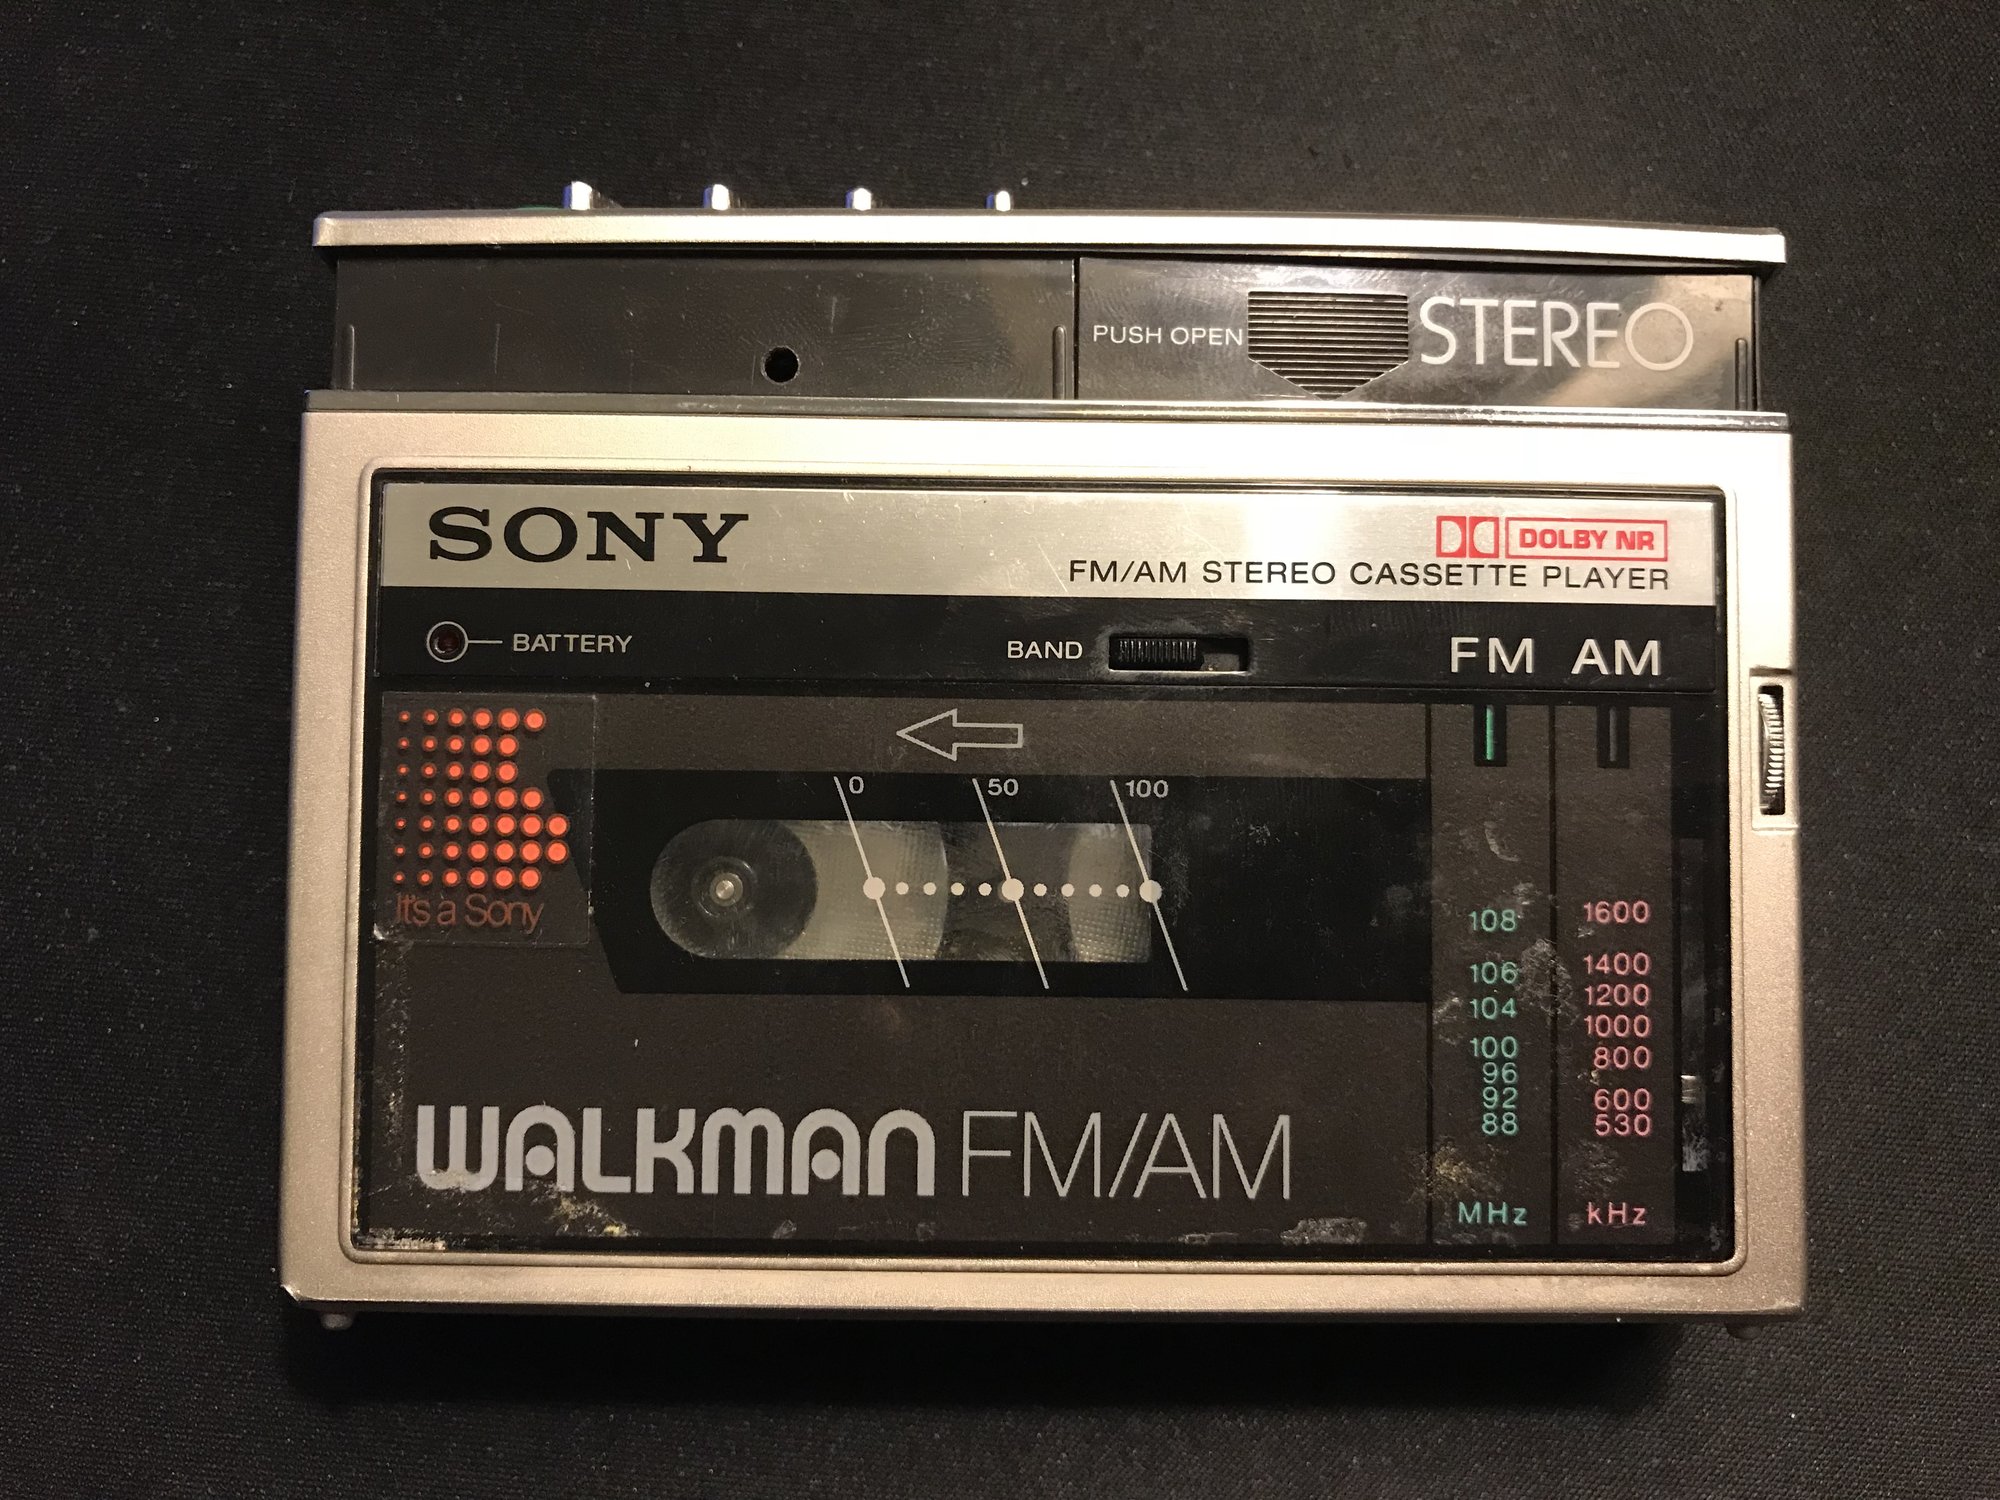 PUSH OPEN STEREO
SONY
DOLBY NR
FM/AM STEREO CASSETTE PLAYER
BATTERY
BAND
FM AM
0 50 100
It's a Sony
108 1600
106 1400
104 1200
100 1000
96 800
92 600
88 530
WALKMAN FM/AM
MHz kHz